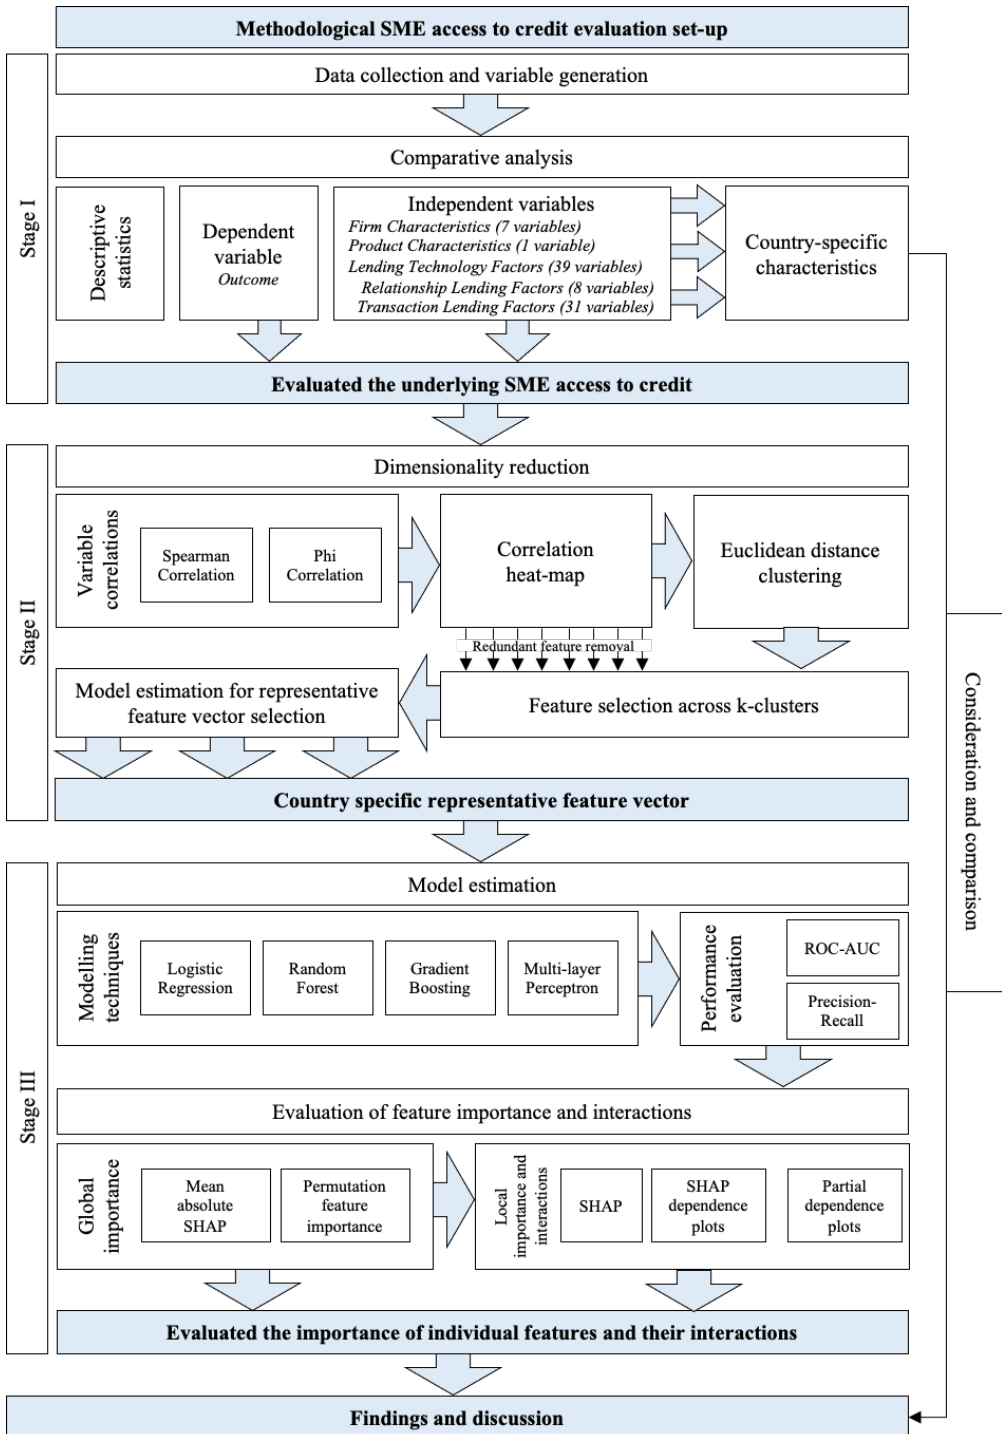 Methodological SME access to credit evaluation set-up
Stage I
Data collection and variable generation
Comparative analysis
Descriptive
statistics
Dependent
variable
Outcome
Independent variables
Firm Characteristics (7 variables)
Product Characteristics (1 variable)
Lending Technology Factors (39 variables)
Relationship Lending Factors (8 variables)
Transaction Lending Factors (31 variables)
Country-specific
characteristics
Evaluated the underlying SME access to credit
Stage II
Dimensionality reduction
Variable
correlations
Spearman
Correlation
Phi
Correlation
Correlation
heat-map
Euclidean distance
clustering
Redundant feature removal
Model estimation for representative
feature vector selection
Feature selection across k-clusters
Country specific representative feature vector
Consideration and comparison
Stage III
Model estimation
Modelling
techniques
Logistic
Regression
Random
Forest
Gradient
Boosting
Multi-layer
Perceptron
Performance
evaluation
ROC-AUC
Precision-
Recall
Evaluation of feature importance and interactions
Global
importance
Mean
absolute
SHAP
Permutation
feature
importance
Local
importance and
interactions
SHAP
SHAP
dependence
plots
Partial
dependence
plots
Evaluated the importance of individual features and their interactions
Findings and discussion